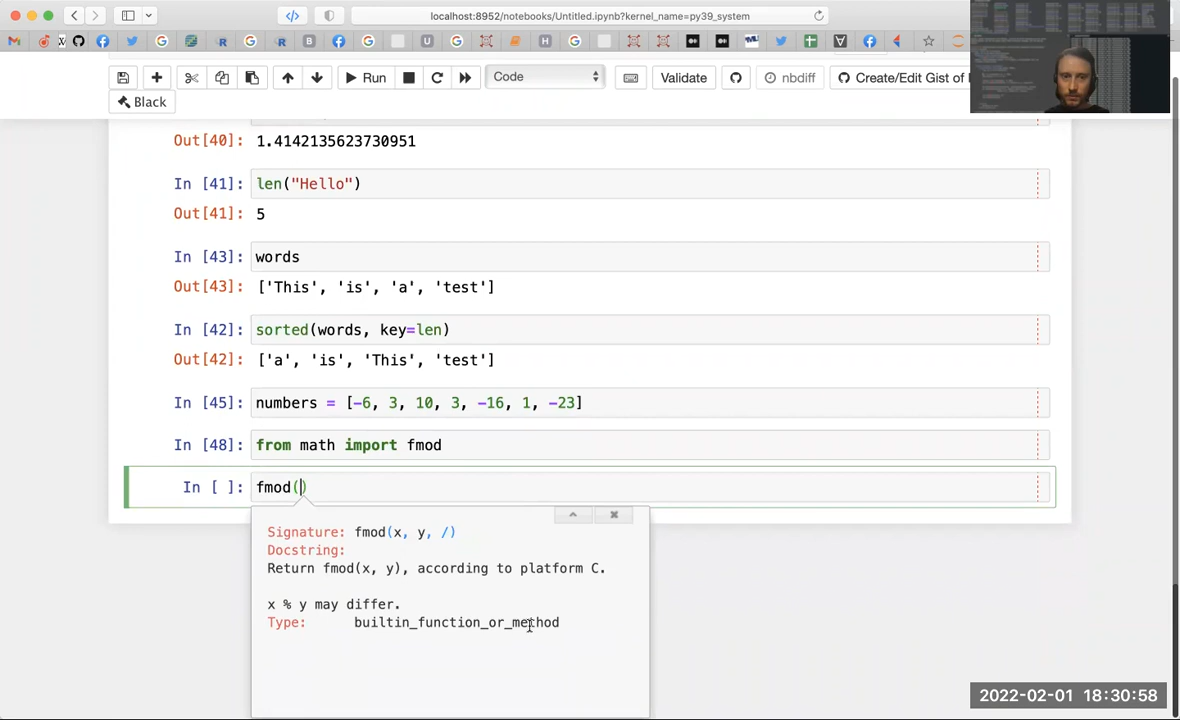 localhost:8952/notebooks/Untitled.ipynb?kernel_name=py39_system
Run
Code
Validate
nbdiff
Create/Edit Gist of
Black
Out[40]: 1.4142135623730951
In [41]: len("Hello")
Out[41]: 5
In [43]: words
Out[43]: ['This', 'is', 'a', 'test']
In [42]: sorted(words, key=len)
Out[42]: ['a', 'is', 'This', 'test']
In [45]: numbers = [-6, 3, 10, 3, -16, 1, -23]
In [48]: from math import fmod
In [ ]: fmod()
Signature: fmod(x, y, /)
Docstring:
Return fmod(x, y), according to platform C.
x % y may differ.
Type: builtin_function_or_method
2022-02-01 18:30:58